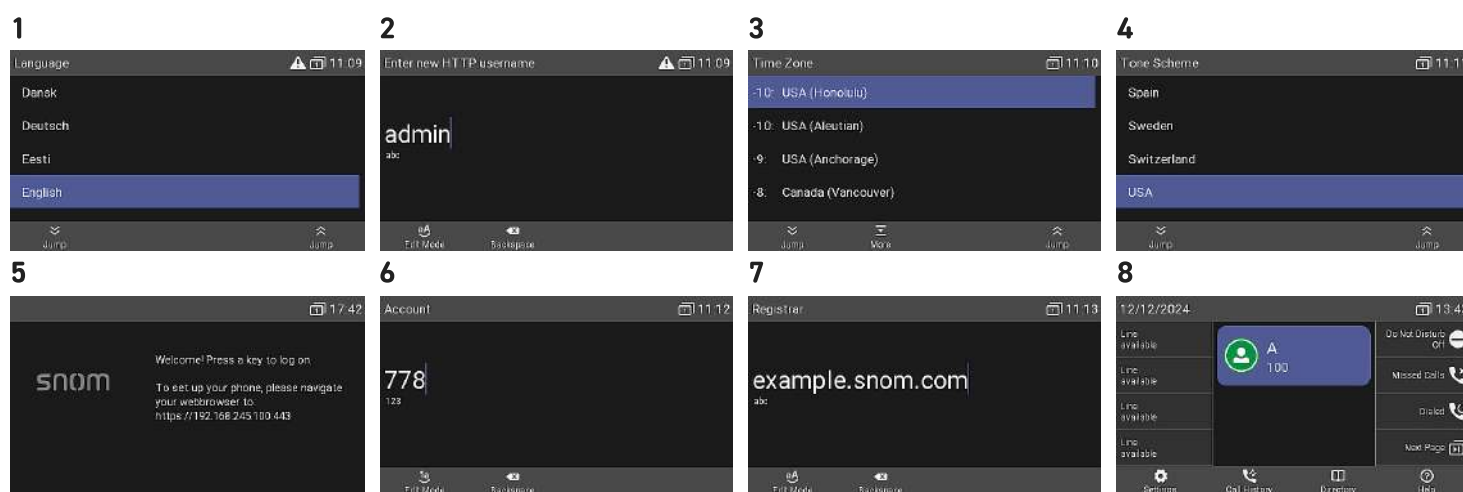 1
Language 11:09
Dansk
Deutsch
Eesti
English
Jump Jump
2
Enter new HTTP username 11:09
admin
abc
Edit Mode Backspace
3
Time Zone 11:10
-10: USA (Honolulu)
-10: USA (Aleutian)
-9: USA (Anchorage)
-8: Canada (Vancouver)
Jump More Jump
4
Tone Scheme
Spain
Sweden
Switzerland
USA
Jump Jump
5
17:42
snom
Welcome! Press a key to log on
To set up your phone, please navigate
your webbrowser to:
https://192.168.245.100:443
6
Account 11:12
778
123
Edit Mode Backspace
7
Registrar 11:13
example.snom.com
abc
Edit Mode Backspace
8
12/12/2024
Line
available
Line
available
Line
available
Line
available
A
100
Do Not Disturb
Off
Missed Calls
Dialed
Next Page
Settings Call History Directory Help